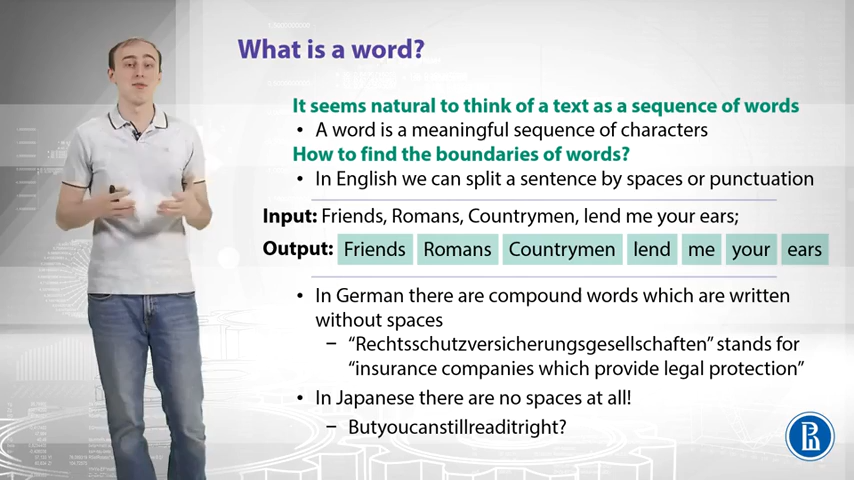 What is a word?
It seems natural to think of a text as a sequence of words
• A word is a meaningful sequence of characters
How to find the boundaries of words?
• In English we can split a sentence by spaces or punctuation
Input: Friends, Romans, Countrymen, lend me your ears;
Output: Friends Romans Countrymen lend me your ears
• In German there are compound words which are written
without spaces
– “Rechtsschutzversicherungsgesellschaften” stands for
“insurance companies which provide legal protection”
• In Japanese there are no spaces at all!
– Butyoucanstillreaditright?